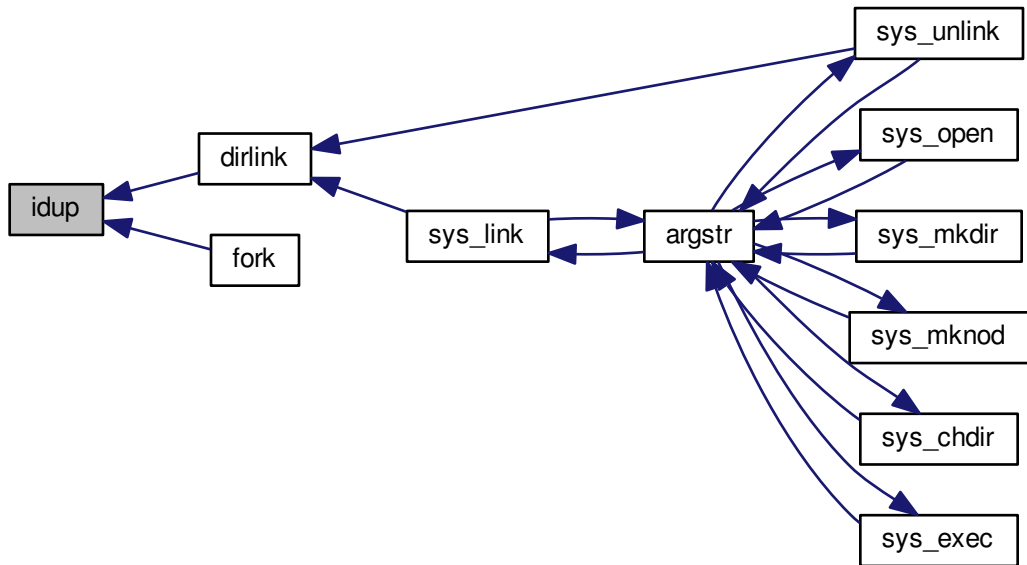 idup
dirlink
fork
sys_link
argstr
sys_unlink
sys_open
sys_mkdir
sys_mknod
sys_chdir
sys_exec